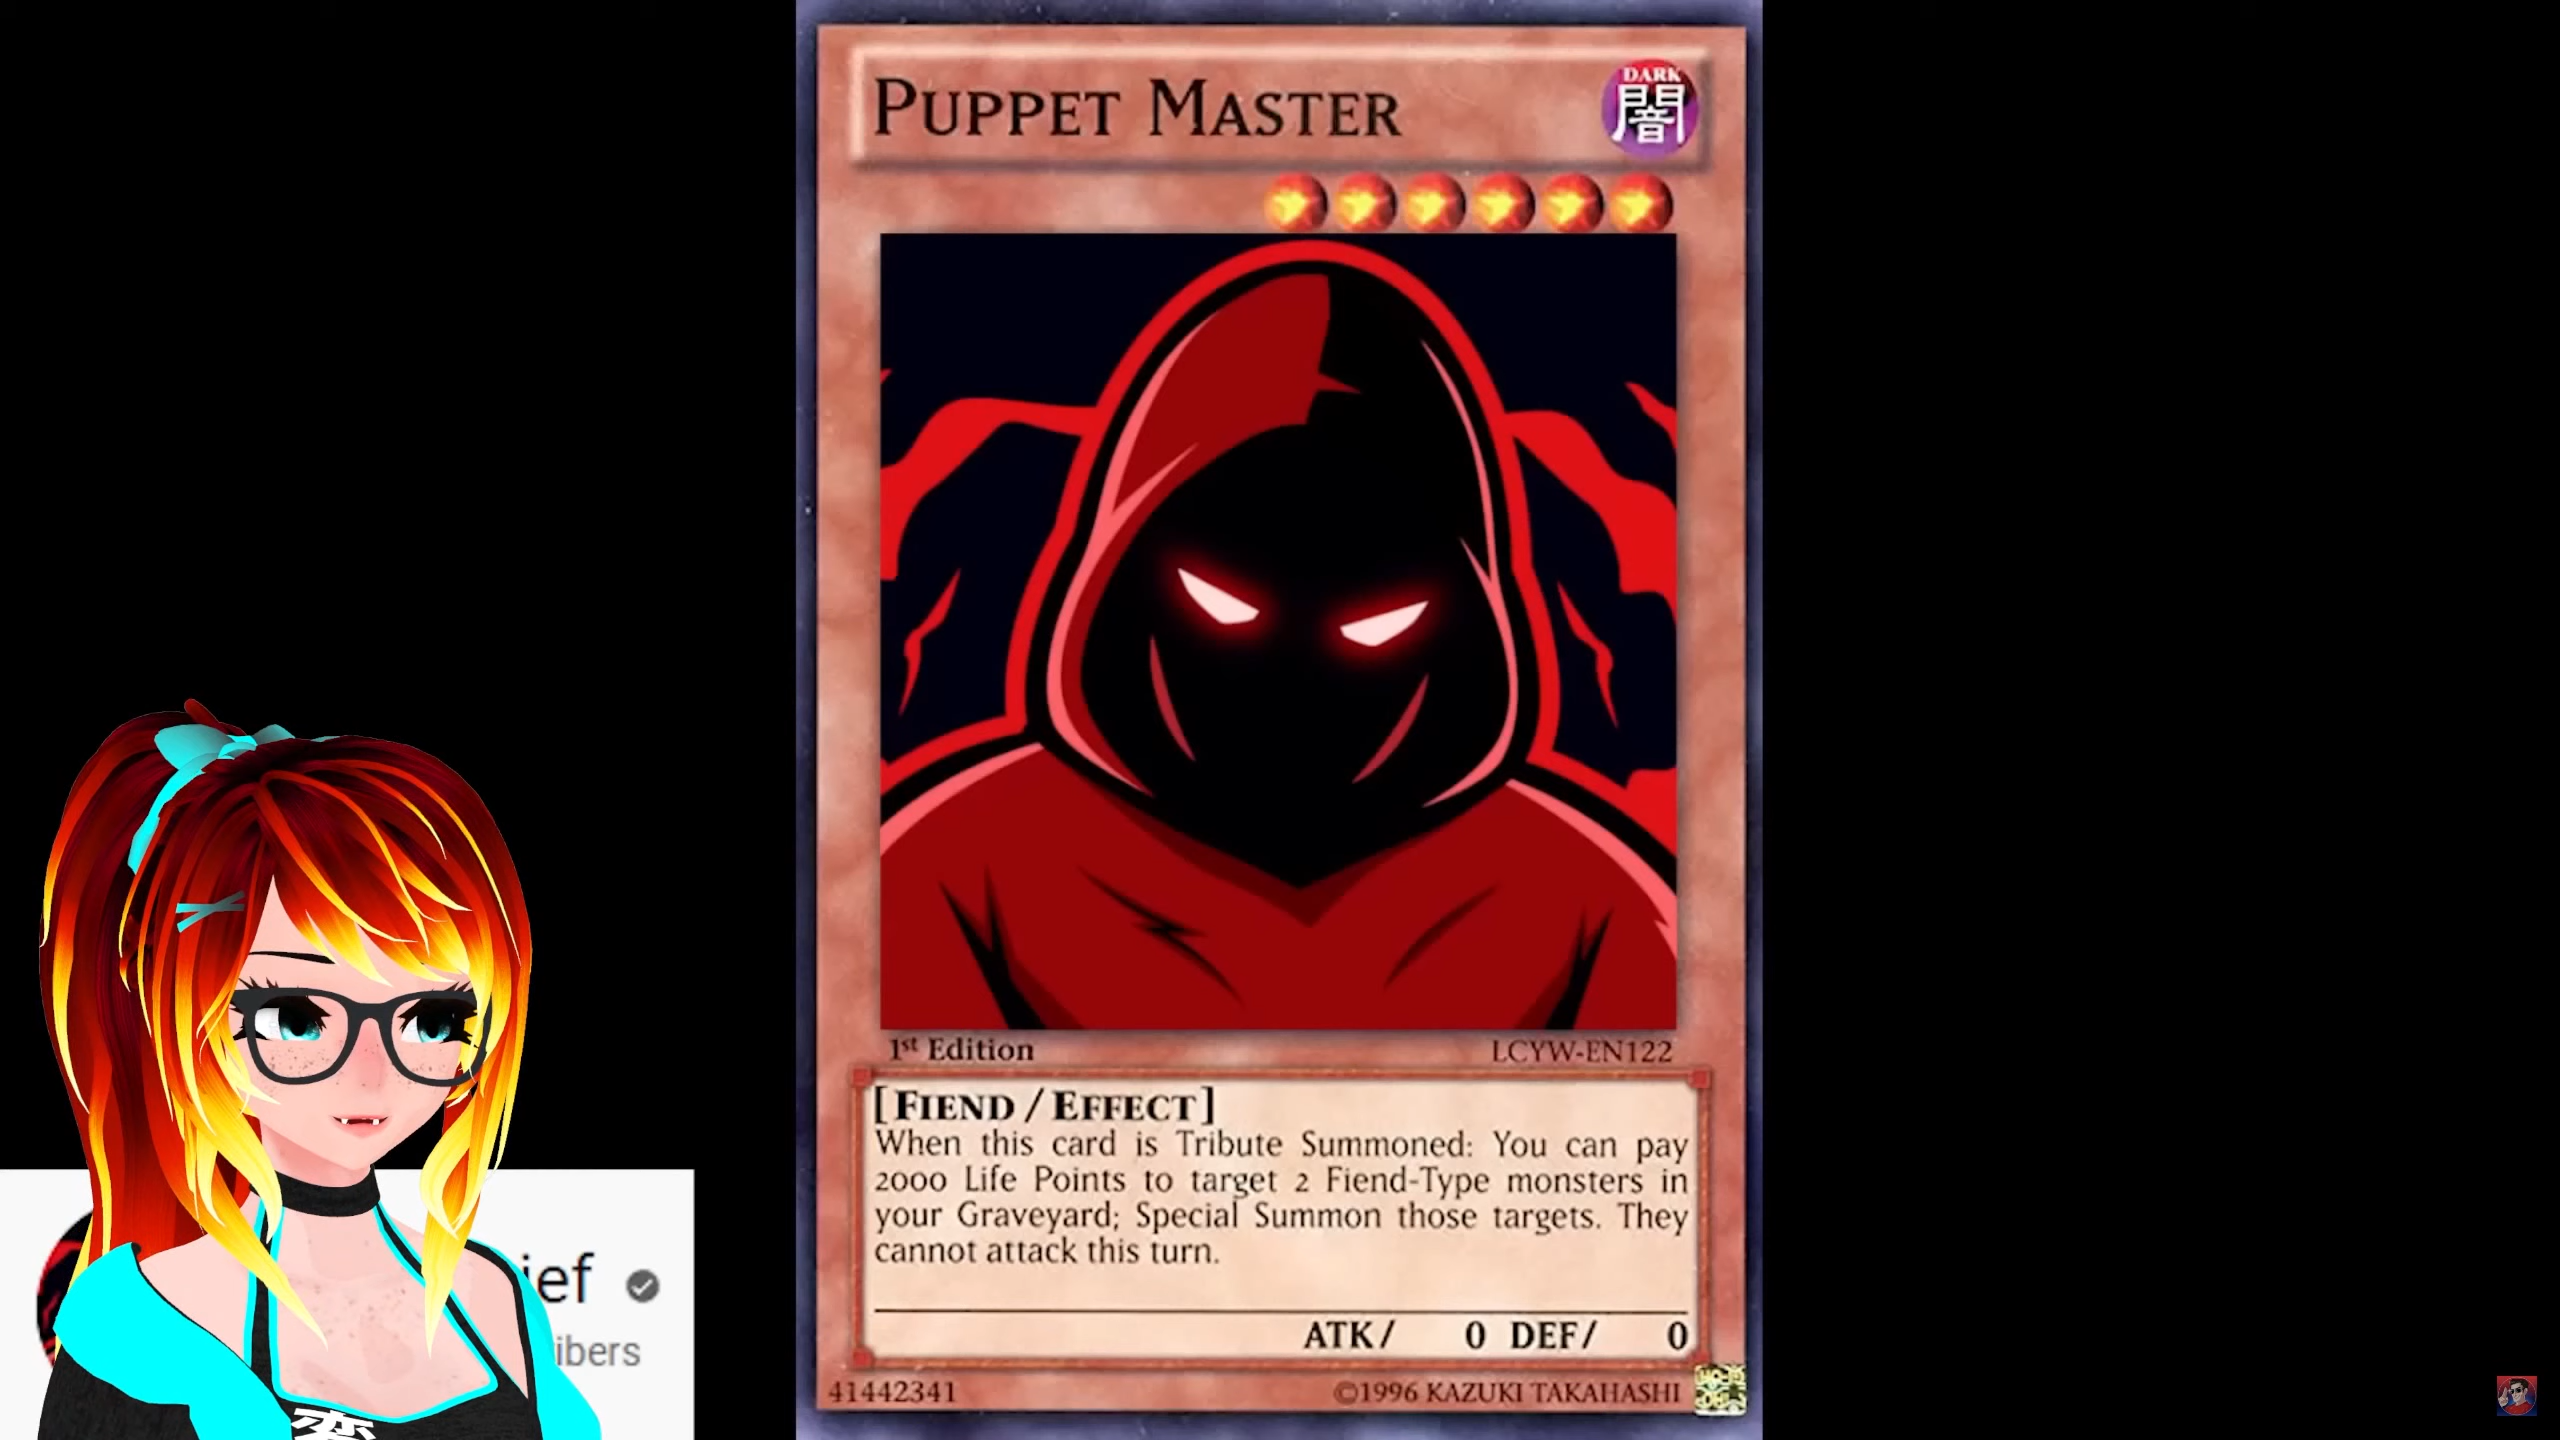 PUPPET MASTER
DARK
闇
1st Edition
LCYW-EN122
[FIEND / EFFECT]
When this card is Tribute Summoned: You can pay
2000 Life Points to target 2 Fiend-Type monsters in
your Graveyard; Special Summon those targets. They
cannot attack this turn.
ATK/ 0 DEF/ 0
41442341
©1996 KAZUKI TAKAHASHI
ief
ibers
変